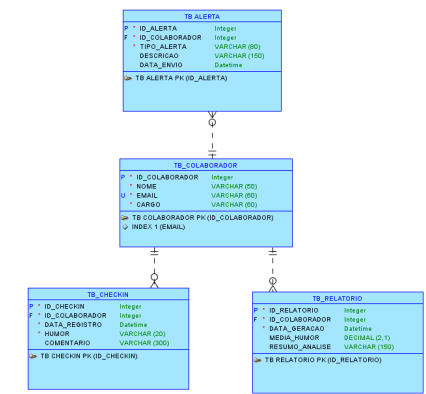 TB ALERTA
P * ID_ALERTA Integer
F * ID_COLABORADOR Integer
* TIPO_ALERTA VARCHAR (80)
DESCRICAO VARCHAR (150)
DATA_ENVIO Datetime
TB ALERTA PK (ID_ALERTA)
TB_COLABORADOR
P * ID_COLABORADOR Integer
* NOME VARCHAR (50)
U * EMAIL VARCHAR (60)
* CARGO VARCHAR (60)
TB COLABORADOR PK (ID_COLABORADOR)
INDEX 1 (EMAIL)
TB_CHECKIN
P * ID_CHECKIN Integer
F * ID_COLABORADOR Integer
* DATA_REGISTRO Datetime
* HUMOR VARCHAR (20)
COMENTARIO VARCHAR (300)
TB CHECKIN PK (ID_CHECKIN)
TB_RELATORIO
P * ID_RELATORIO Integer
F * ID_COLABORADOR Integer
* DATA_GERACAO Datetime
MEDIA_HUMOR DECIMAL (2,1)
RESUMO_ANALISE VARCHAR (150)
TB RELATORIO PK (ID_RELATORIO)